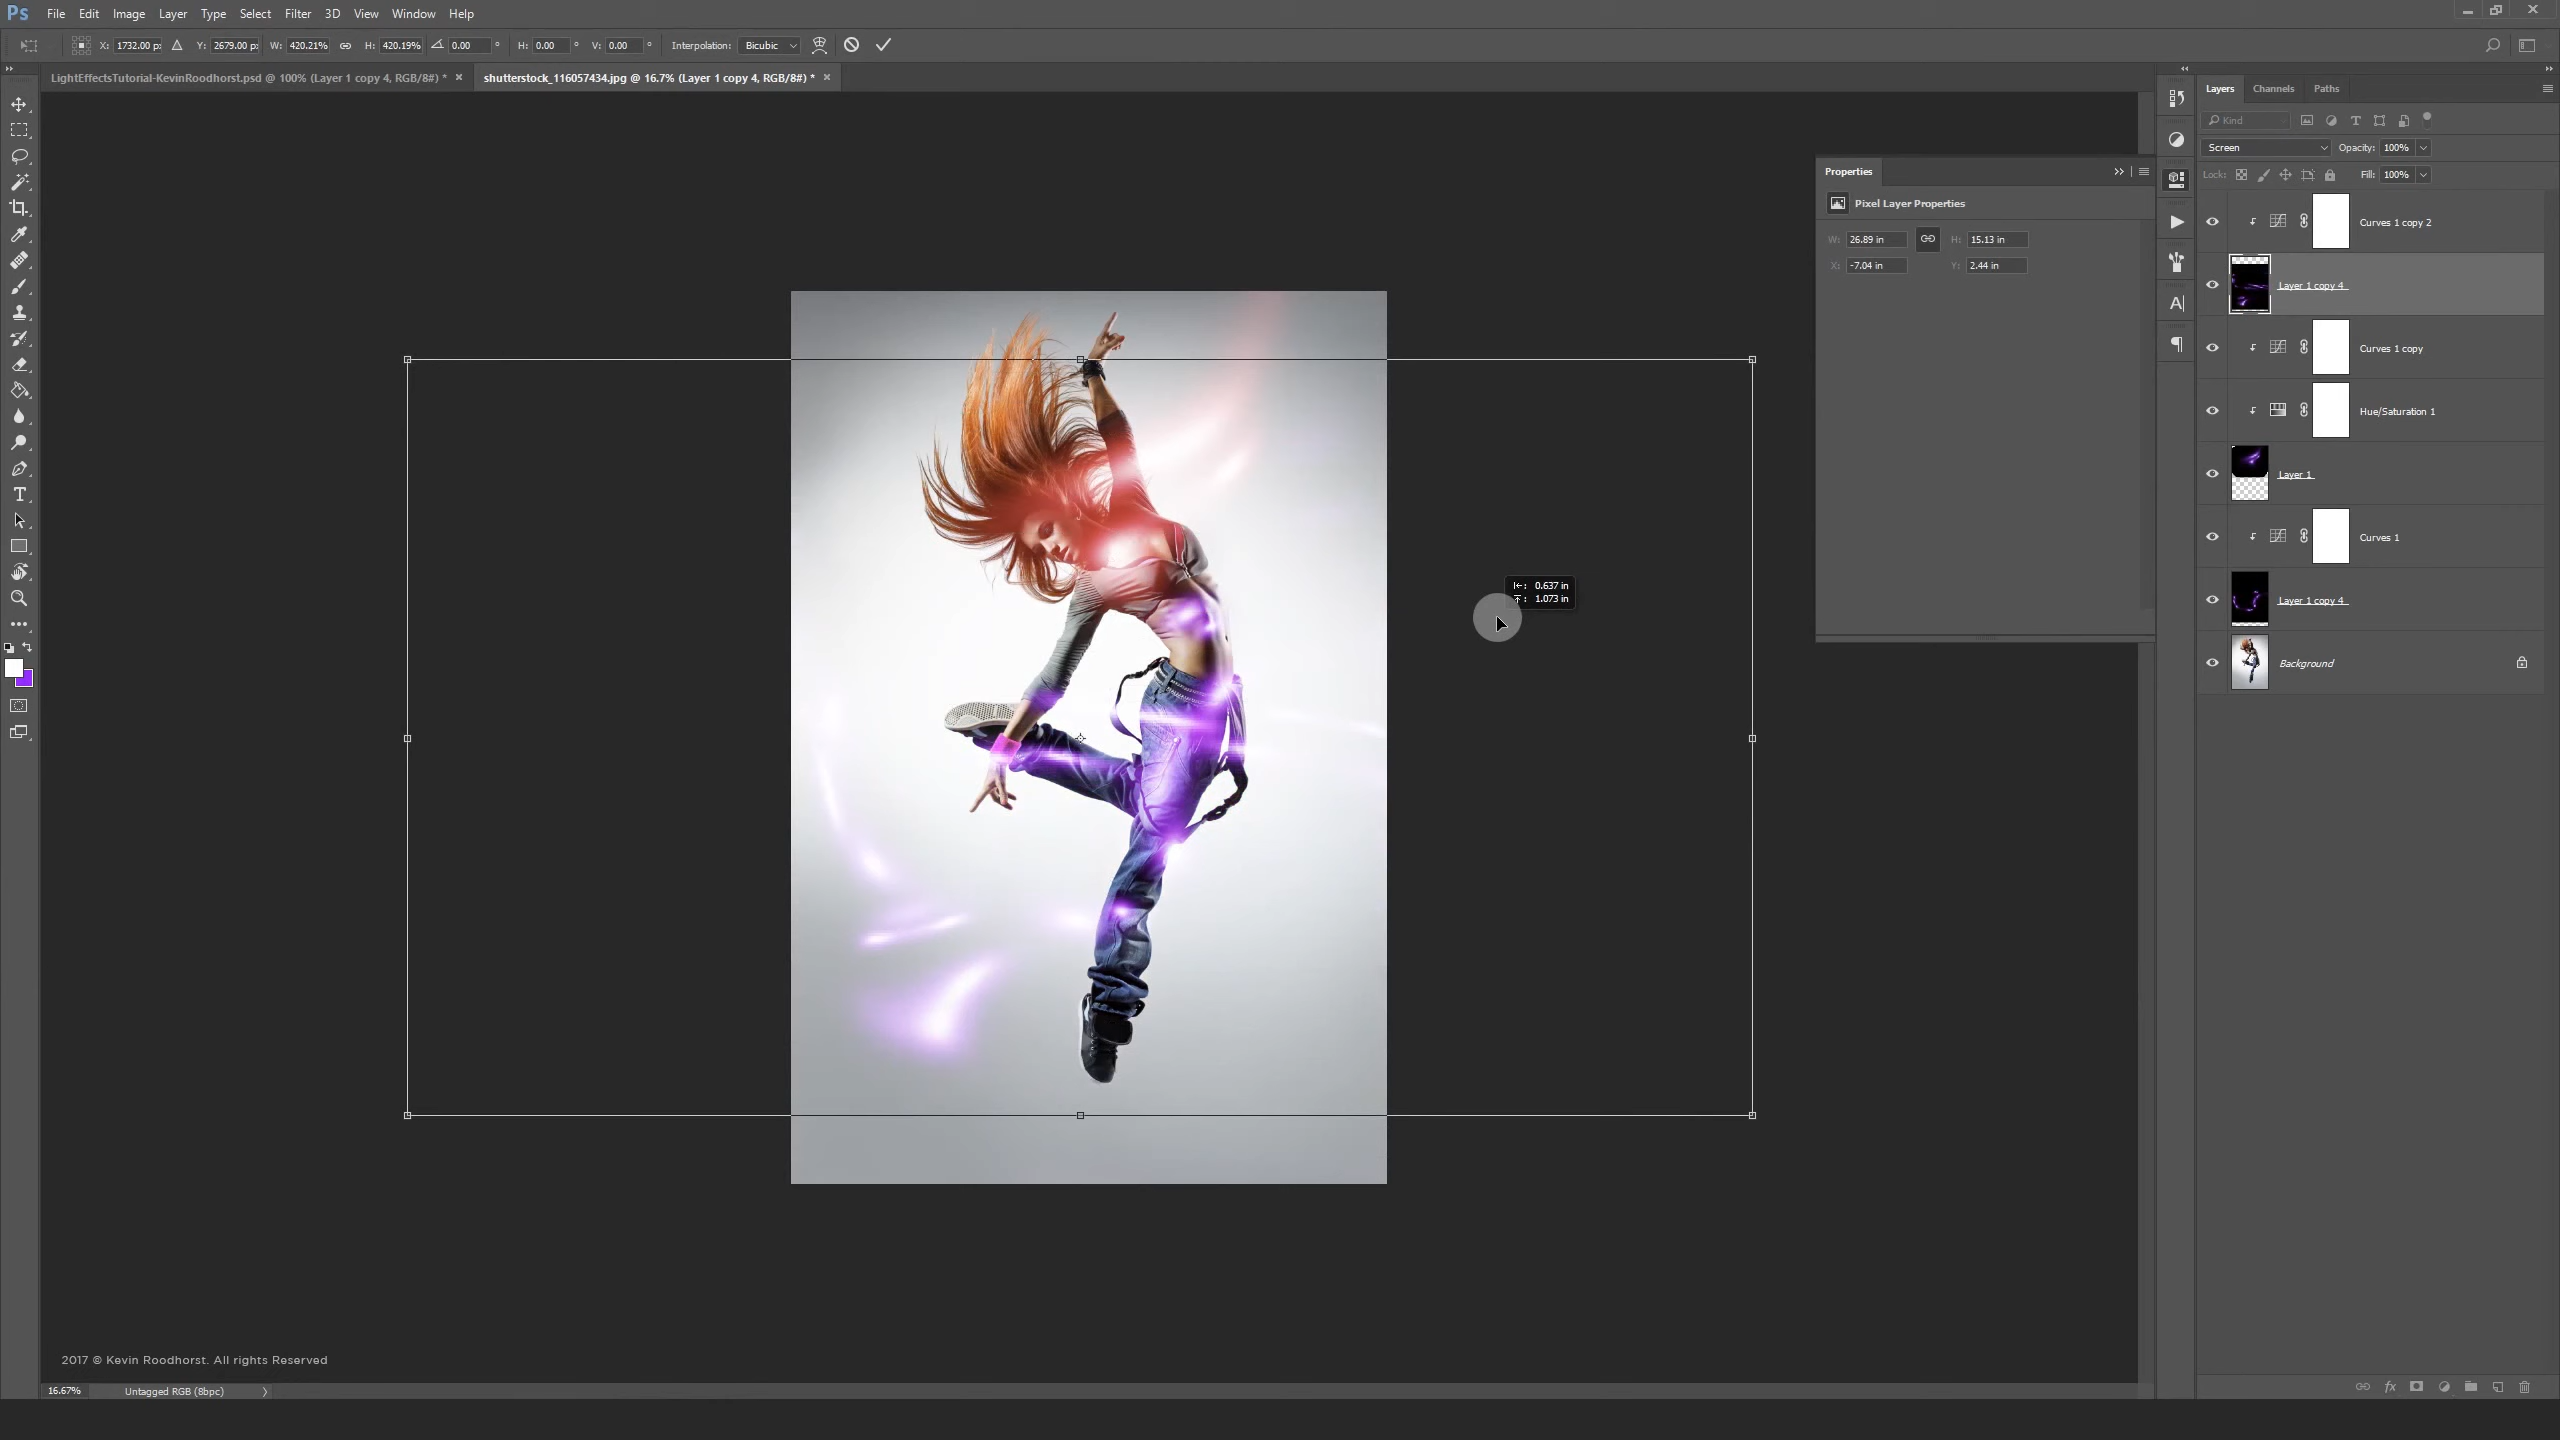 Ps File Edit Image Layer Type Select Filter 3D View Window Help
X: 1732.00 px Y: 2679.00 px W: 420.21% H: 420.19% 0.00 ° H: 0.00 ° V: 0.00 ° Interpolation: Bicubic
LightEffectsTutorial-KevinRoodhorst.psd @ 100% (Layer 1 copy 4, RGB/8#) * × shutterstock_116057434.jpg @ 16.7% (Layer 1 copy 4, RGB/8#) * ×
Layers Channels Paths
Kind
Screen Opacity: 100%
Lock: Fill: 100%
Properties
Pixel Layer Properties
W: 26.89 in H: 15.13 in
X: -7.04 in Y: 2.44 in
Curves 1 copy 2
Layer 1 copy 4
Curves 1 copy
Hue/Saturation 1
Layer 1
Curves 1
Layer 1 copy 4
Background
0.637 in
1.073 in
2017 © Kevin Roodhorst. All rights Reserved
16.67% Untagged RGB (8bpc)